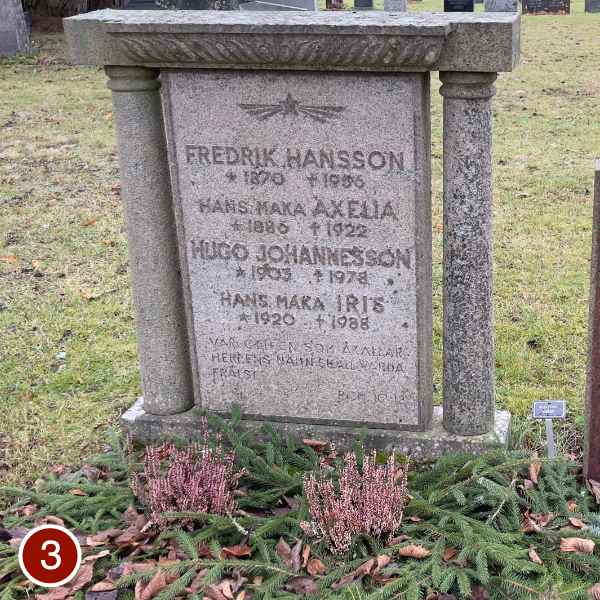 FREDRIK HANSSON
* 1870 † 1956
HANS MAKA AXELIA
* 1886 † 1922
HUGO JOHANNESSON
* 1903 † 1978
HANS MAKA IRIS
* 1920 † 1988
VAR OCH EN SOM ÅKALLAR
HERRENS NAMN SKALL VARDA
FRÄLST
ROM. 10:13
3